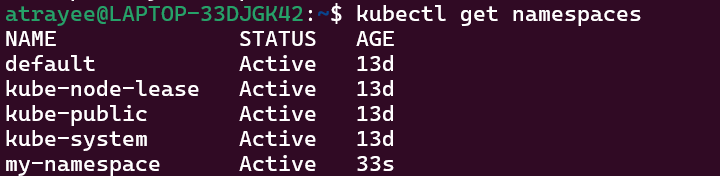 atrayee@LAPTOP-33DJGK42:~$ kubectl get namespaces
NAME STATUS AGE
default Active 13d
kube-node-lease Active 13d
kube-public Active 13d
kube-system Active 13d
my-namespace Active 33s